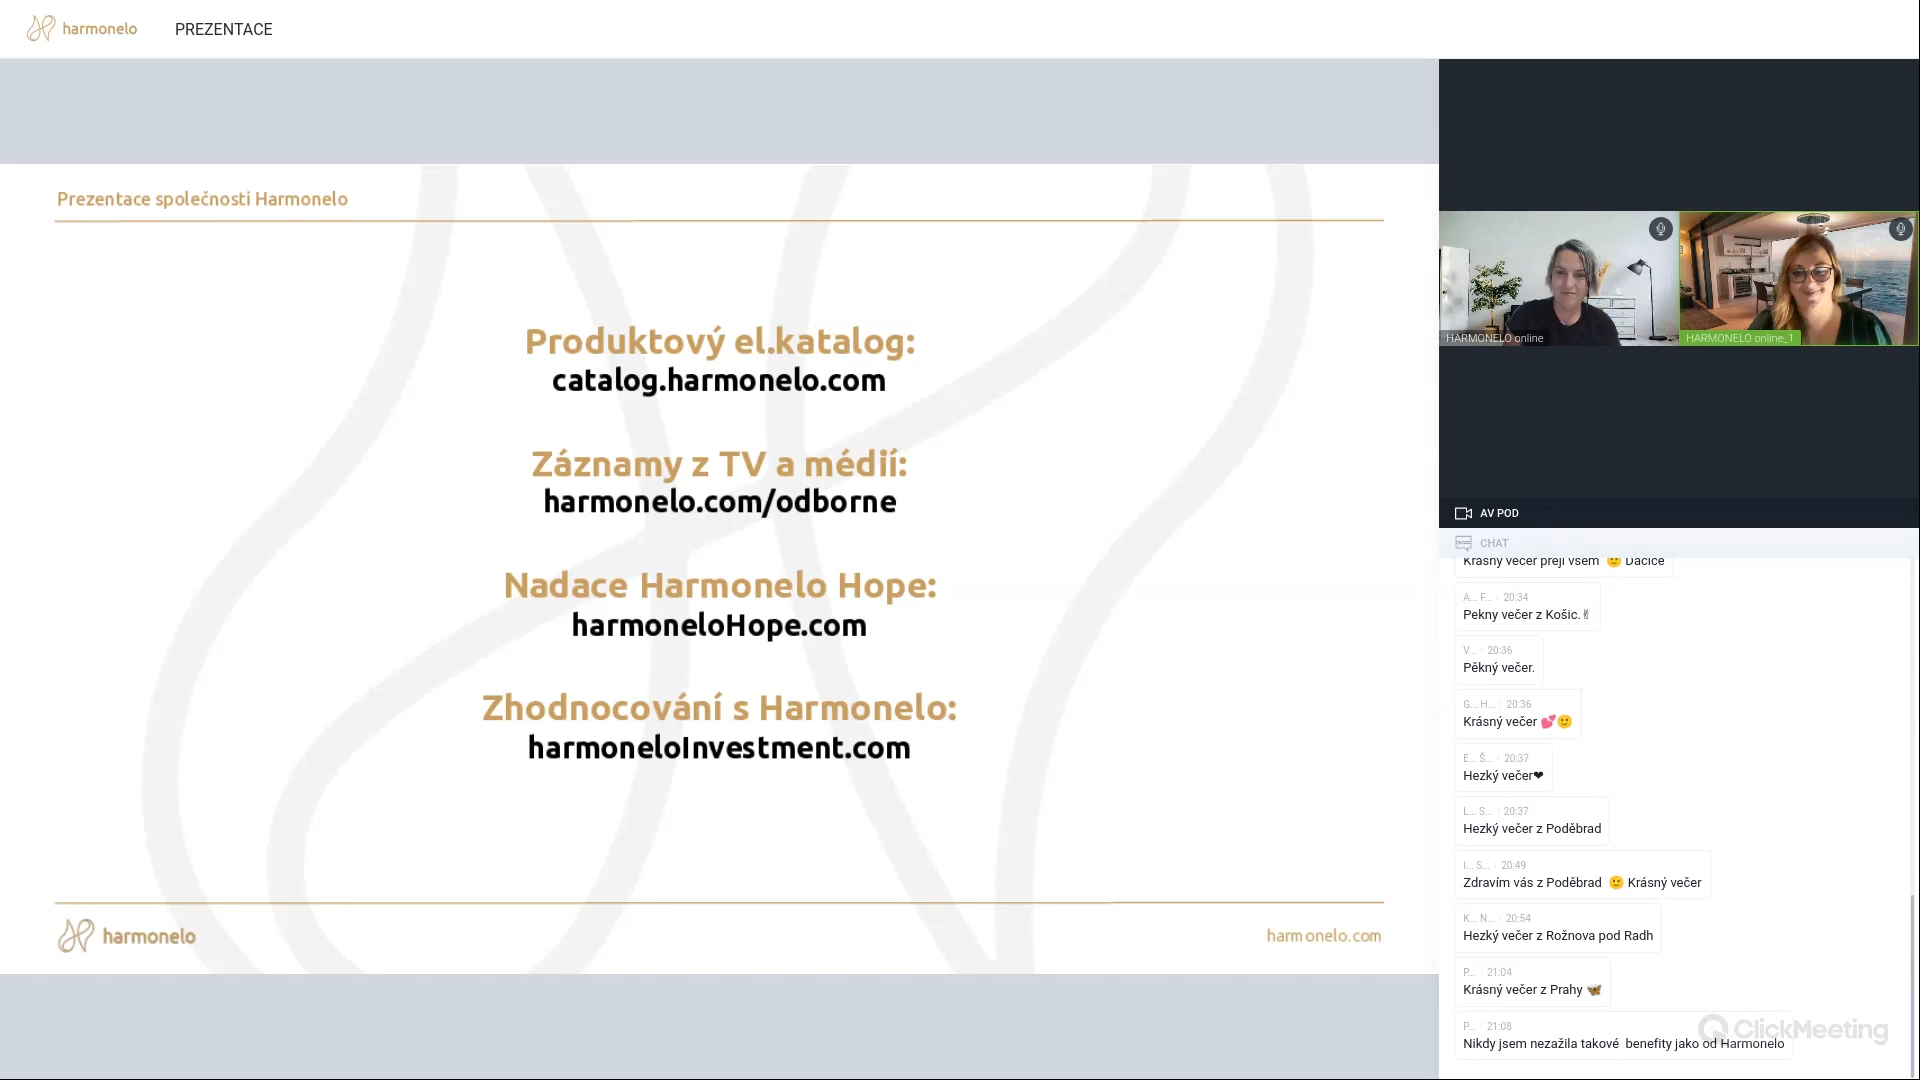 harmonelo
PREZENTACE
Prezentace společnosti Harmonelo
Produktový el.katalog:
catalog.harmonelo.com
Záznamy z TV a médií:
harmonelo.com/odborne
Nadace Harmonelo Hope:
harmoneloHope.com
Zhodnocování s Harmonelo:
harmoneloInvestment.com
harmonelo
harmonelo.com
HARMONELO online
HARMONELO online_1
AV POD
CHAT
Krásný večer přeji všem 🙂 Dačice
A... F... 20:34
Pekny večer z Košic.✌
V... 20:36
Pěkný večer.
G... H... 20:36
Krásný večer 💕🙂
E... Š... 20:37
Hezký večer❤
L... S... 20:37
Hezký večer z Poděbrad
I... S... 20:49
Zdravím vás z Poděbrad 🙂 Krásný večer
K... N... 20:54
Hezký večer z Rožnova pod Radh
P... 21:04
Krásný večer z Prahy 🦋
P... 21:08
Nikdy jsem nezažila takové benefity jako od Harmonelo
ClickMeeting